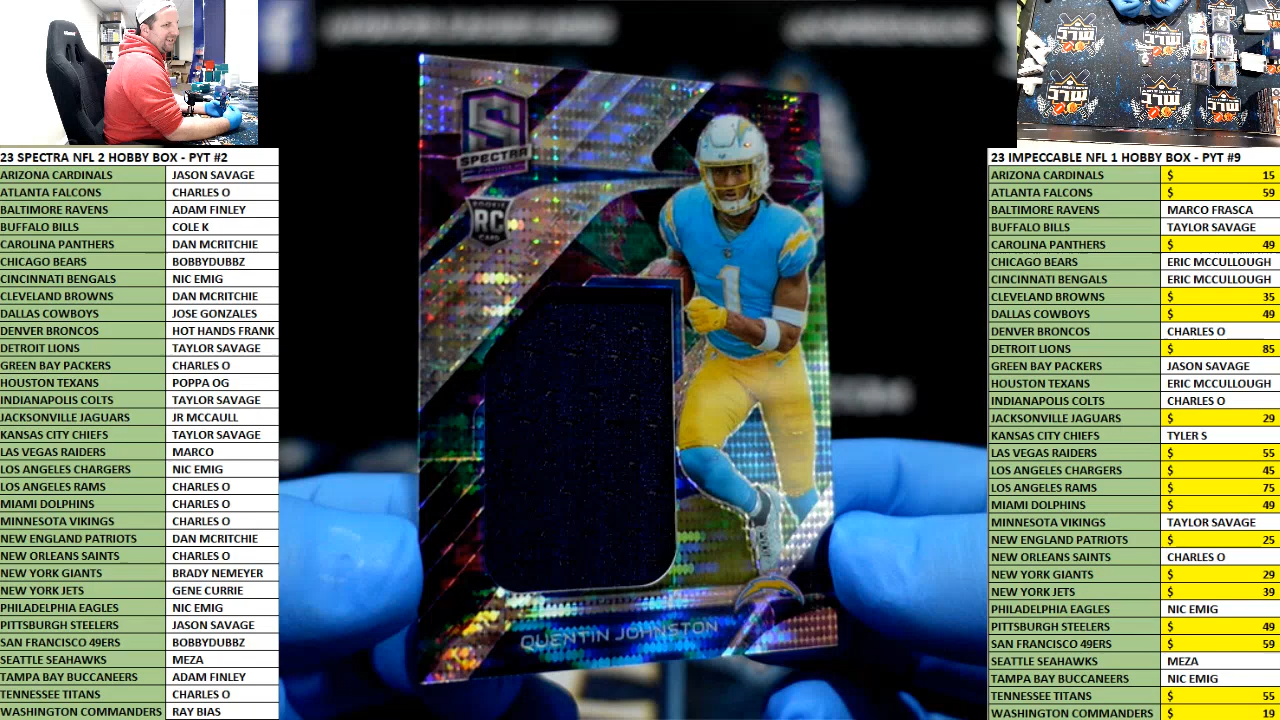 23 SPECTRA NFL 2 HOBBY BOX - PYT #2
ARIZONA CARDINALS JASON SAVAGE
ATLANTA FALCONS CHARLES O
BALTIMORE RAVENS ADAM FINLEY
BUFFALO BILLS COLE K
CAROLINA PANTHERS DAN MCRITCHIE
CHICAGO BEARS BOBBYDUBBZ
CINCINNATI BENGALS NIC EMIG
CLEVELAND BROWNS DAN MCRITCHIE
DALLAS COWBOYS JOSE GONZALES
DENVER BRONCOS HOT HANDS FRANK
DETROIT LIONS TAYLOR SAVAGE
GREEN BAY PACKERS CHARLES O
HOUSTON TEXANS POPPA OG
INDIANAPOLIS COLTS TAYLOR SAVAGE
JACKSONVILLE JAGUARS JR MCCAULL
KANSAS CITY CHIEFS TAYLOR SAVAGE
LAS VEGAS RAIDERS MARCO
LOS ANGELES CHARGERS NIC EMIG
LOS ANGELES RAMS CHARLES O
MIAMI DOLPHINS CHARLES O
MINNESOTA VIKINGS CHARLES O
NEW ENGLAND PATRIOTS DAN MCRITCHIE
NEW ORLEANS SAINTS CHARLES O
NEW YORK GIANTS BRADY NEMEYER
NEW YORK JETS GENE CURRIE
PHILADELPHIA EAGLES NIC EMIG
PITTSBURGH STEELERS JASON SAVAGE
SAN FRANCISCO 49ERS BOBBYDUBBZ
SEATTLE SEAHAWKS MEZA
TAMPA BAY BUCCANEERS ADAM FINLEY
TENNESSEE TITANS CHARLES O
WASHINGTON COMMANDERS RAY BIAS
S
SPECTRA
ROOKIE
RC
CARD
1
QUENTIN JOHNSTON
23 IMPECCABLE NFL 1 HOBBY BOX - PYT #9
ARIZONA CARDINALS $ 15
ATLANTA FALCONS $ 59
BALTIMORE RAVENS MARCO FRASCA
BUFFALO BILLS TAYLOR SAVAGE
CAROLINA PANTHERS $ 49
CHICAGO BEARS ERIC MCCULLOUGH
CINCINNATI BENGALS ERIC MCCULLOUGH
CLEVELAND BROWNS $ 35
DALLAS COWBOYS $ 49
DENVER BRONCOS CHARLES O
DETROIT LIONS $ 85
GREEN BAY PACKERS JASON SAVAGE
HOUSTON TEXANS ERIC MCCULLOUGH
INDIANAPOLIS COLTS CHARLES O
JACKSONVILLE JAGUARS $ 29
KANSAS CITY CHIEFS TYLER S
LAS VEGAS RAIDERS $ 55
LOS ANGELES CHARGERS $ 45
LOS ANGELES RAMS $ 75
MIAMI DOLPHINS $ 49
MINNESOTA VIKINGS TAYLOR SAVAGE
NEW ENGLAND PATRIOTS $ 25
NEW ORLEANS SAINTS CHARLES O
NEW YORK GIANTS $ 29
NEW YORK JETS $ 39
PHILADELPHIA EAGLES NIC EMIG
PITTSBURGH STEELERS $ 49
SAN FRANCISCO 49ERS $ 59
SEATTLE SEAHAWKS MEZA
TAMPA BAY BUCCANEERS NIC EMIG
TENNESSEE TITANS $ 55
WASHINGTON COMMANDERS $ 19